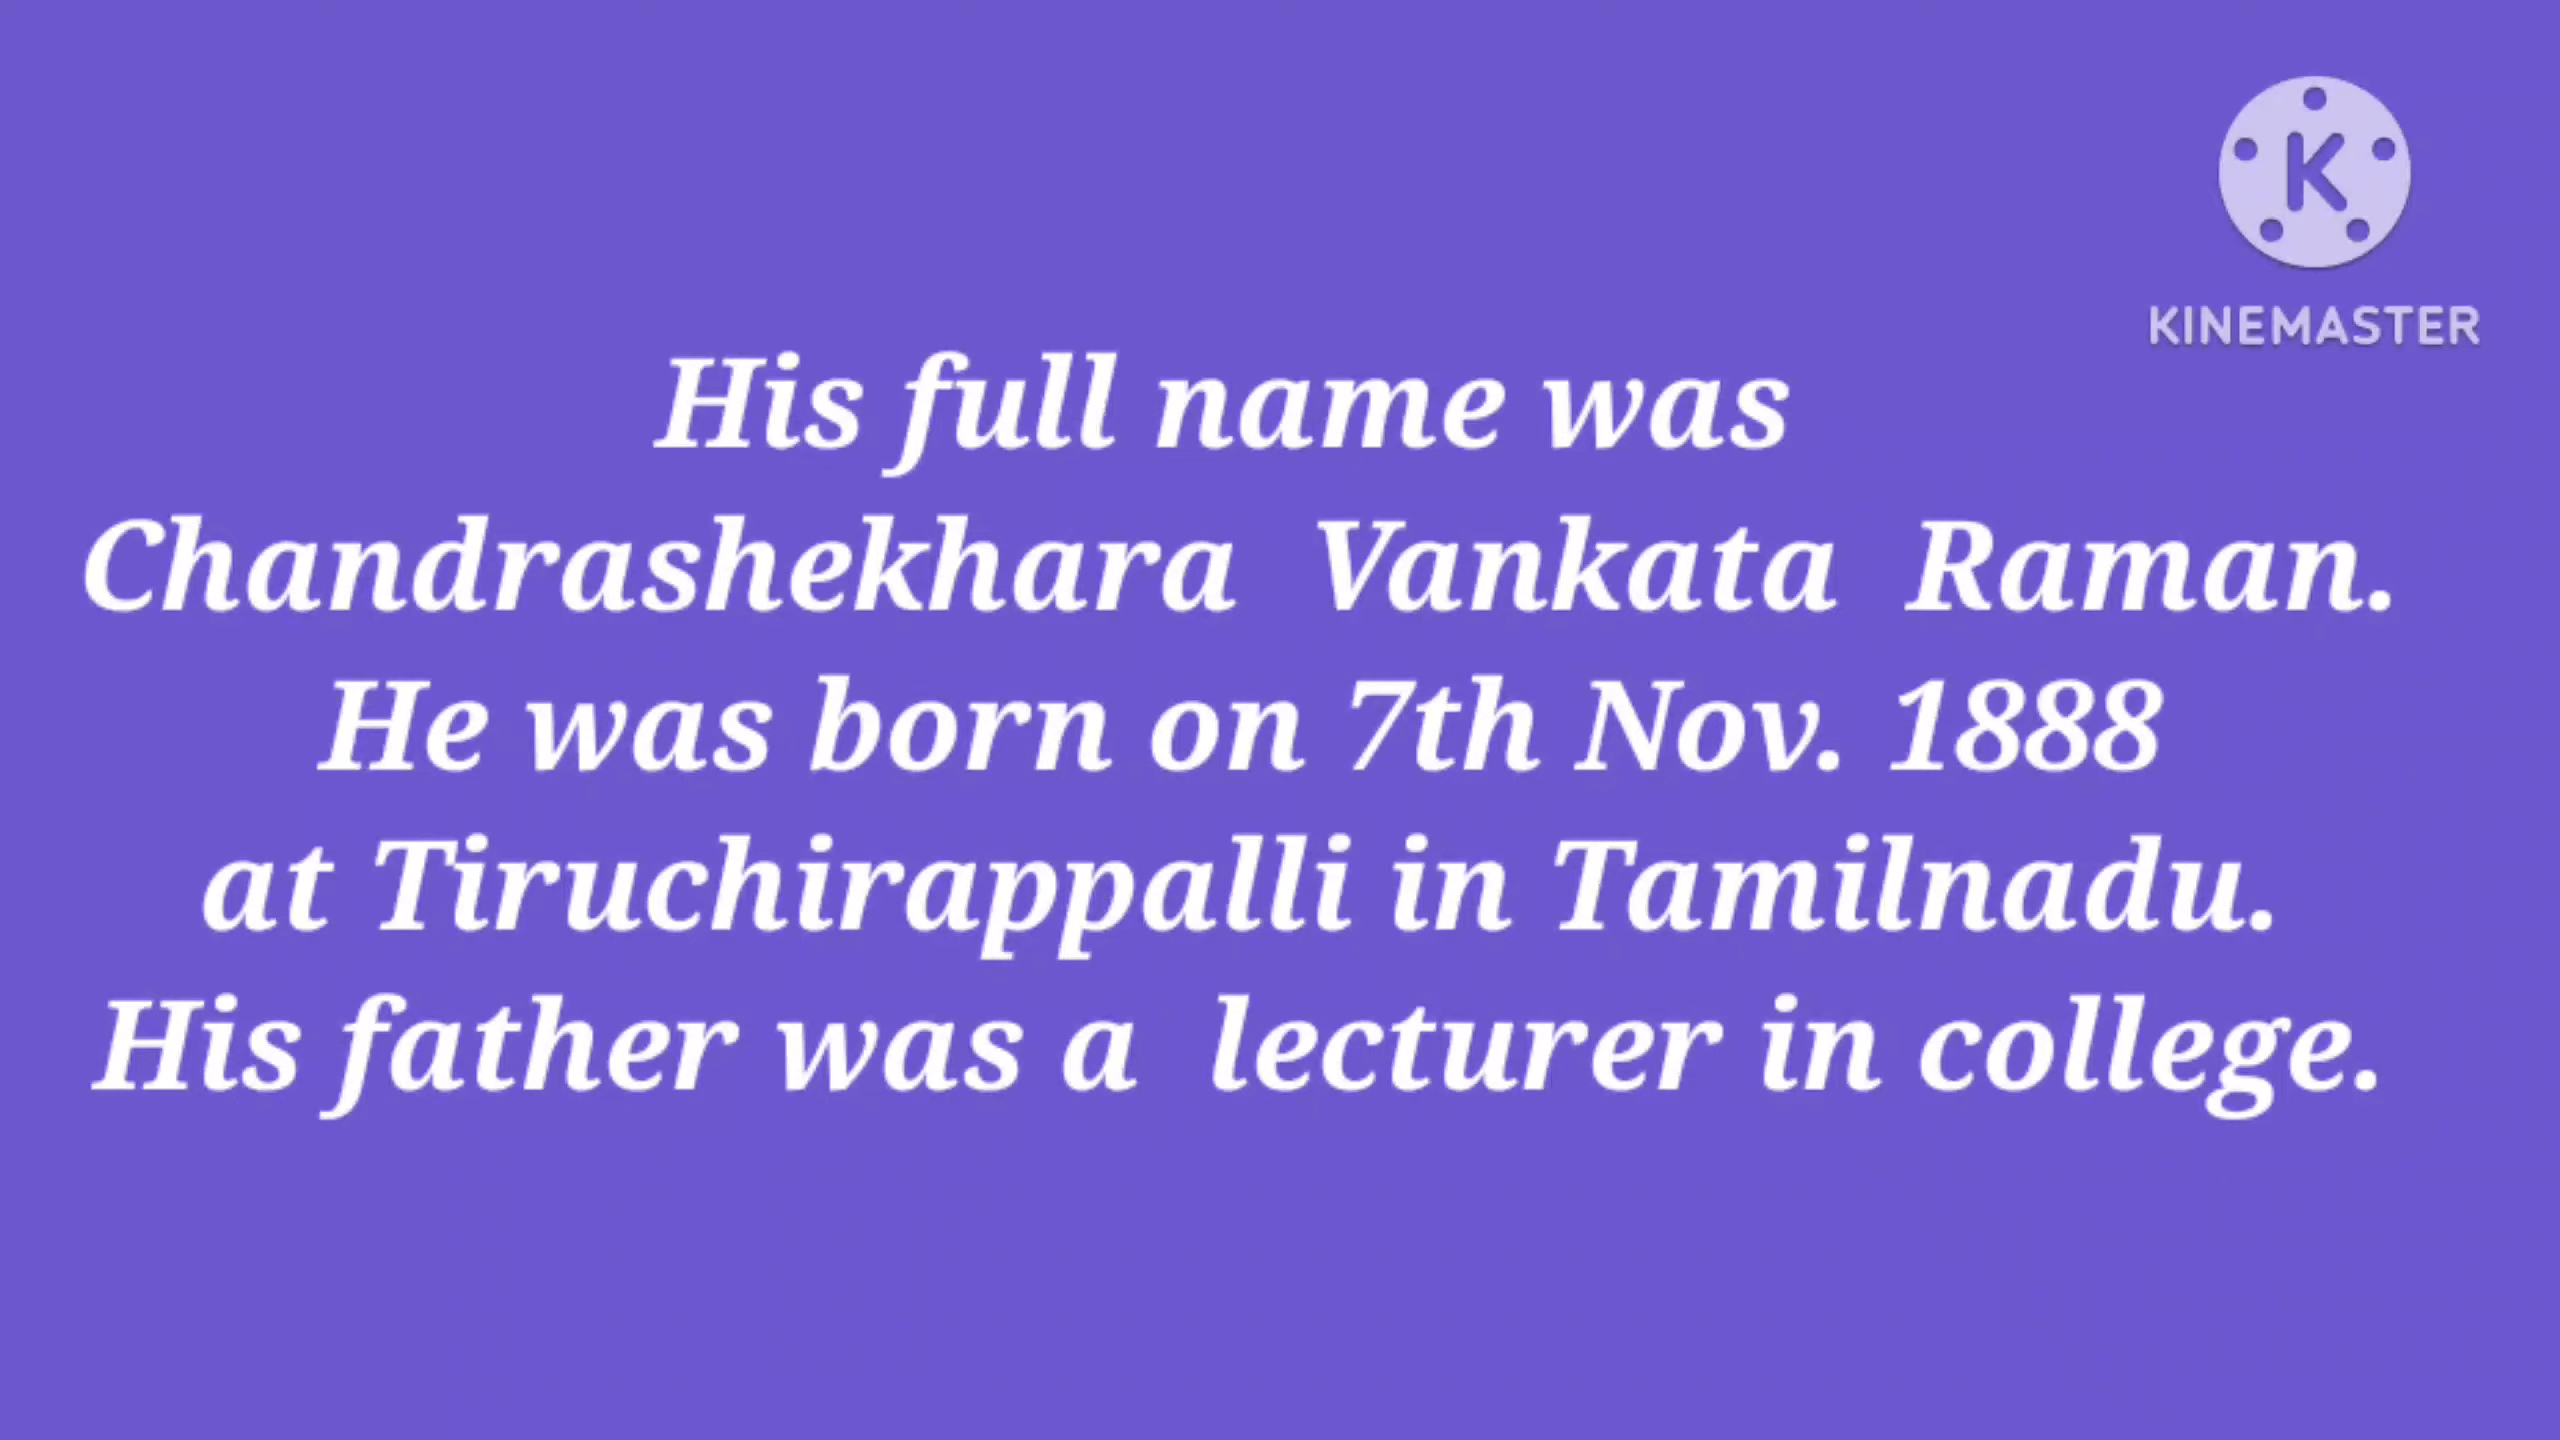 KINEMASTER
His full name was
Chandrashekhara Vankata Raman.
He was born on 7th Nov. 1888
at Tiruchirappalli in Tamilnadu.
His father was a lecturer in college.